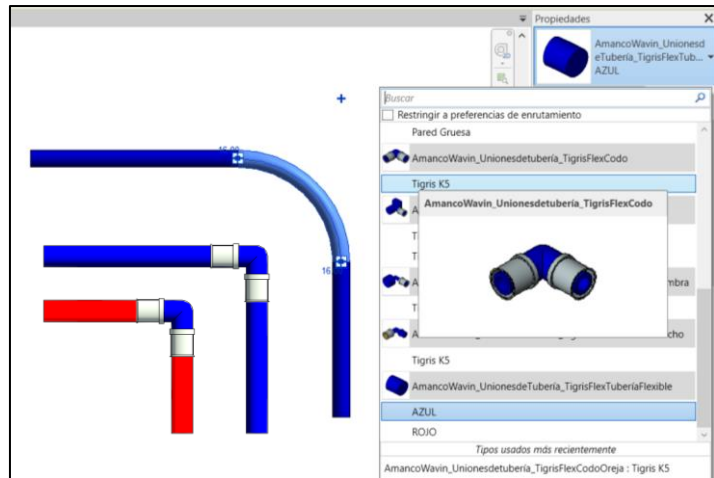 Propiedades
AmancoWavin_Unionesd
eTubería_TigrisFlexTub...
AZUL
Buscar
Restringir a preferencias de enrutamiento
Pared Gruesa
AmancoWavin_Unionesdetubería_TigrisFlexCodo
Tigris K5
AmancoWavin_Unionesdetubería_TigrisFlexCodo
A
T
T
A mbra
T
A cho
Tigris K5
AmancoWavin_UnionesdeTubería_TigrisFlexTuberíaFlexible
AZUL
ROJO
Tipos usados más recientemente
AmancoWavin_Unionesdetubería_TigrisFlexCodoOreja : Tigris K5
16